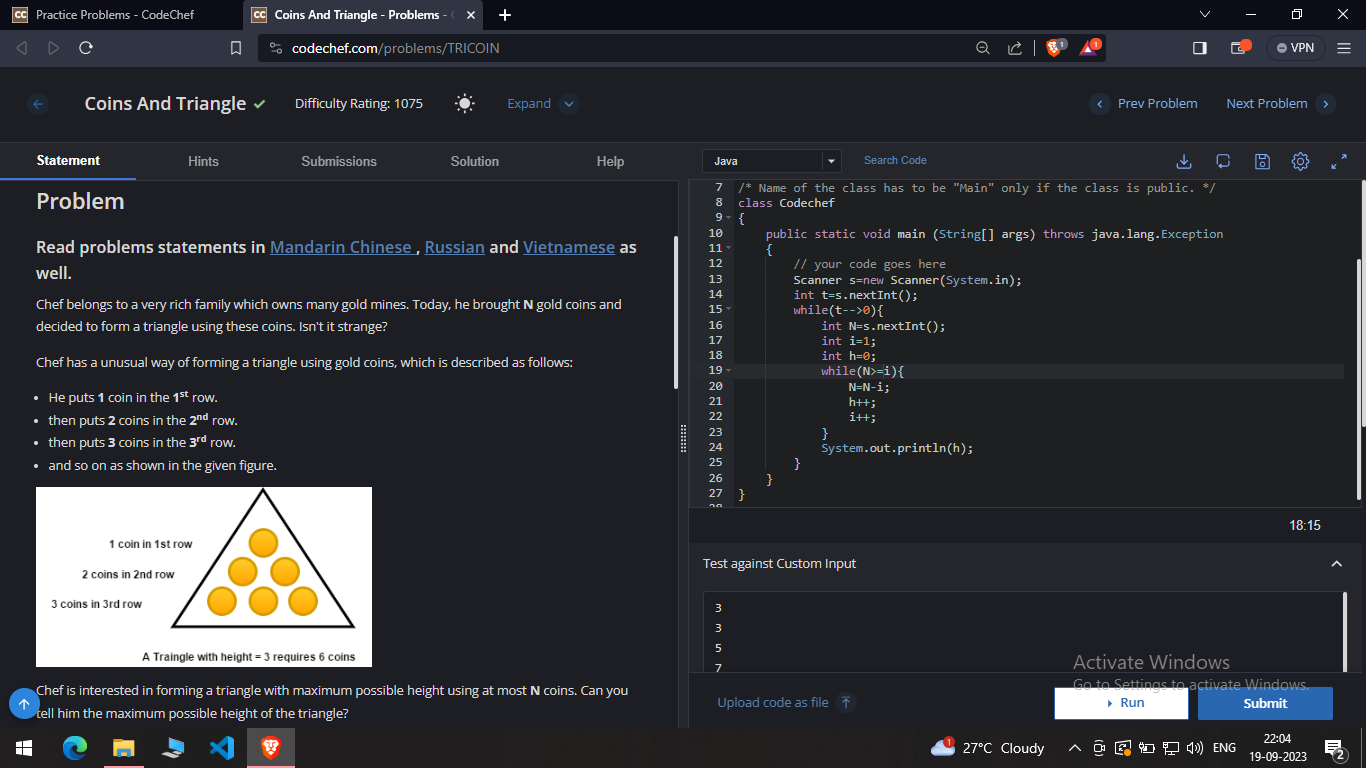 CC Practice Problems - CodeChef
CC Coins And Triangle - Problems -
codechef.com/problems/TRICOIN
1
1
VPN
Coins And Triangle
Difficulty Rating: 1075
Expand
Prev Problem
Next Problem
Statement
Hints
Submissions
Solution
Help
Java
Search Code
Problem
Read problems statements in Mandarin Chinese , Russian and Vietnamese as
well.
Chef belongs to a very rich family which owns many gold mines. Today, he brought N gold coins and
decided to form a triangle using these coins. Isn't it strange?
Chef has a unusual way of forming a triangle using gold coins, which is described as follows:
• He puts 1 coin in the 1st row.
• then puts 2 coins in the 2nd row.
• then puts 3 coins in the 3rd row.
• and so on as shown in the given figure.
1 coin in 1st row
2 coins in 2nd row
3 coins in 3rd row
A Traingle with height = 3 requires 6 coins
Chef is interested in forming a triangle with maximum possible height using at most N coins. Can you
tell him the maximum possible height of the triangle?
7 /* Name of the class has to be "Main" only if the class is public. */
8 class Codechef
9 {
10 public static void main (String[] args) throws java.lang.Exception
11 {
12 // your code goes here
13 Scanner s=new Scanner(System.in);
14 int t=s.nextInt();
15 while(t-->0){
16 int N=s.nextInt();
17 int i=1;
18 int h=0;
19 while(N>=i){
20 N=N-i;
21 h++;
22 i++;
23 }
24 System.out.println(h);
25 }
26 }
27 }
28
18:15
Test against Custom Input
3
3
5
7
Activate Windows
Go to Settings to activate Windows.
Upload code as file
Run
Submit
1
27°C Cloudy
ENG
22:04
19-09-2023
2